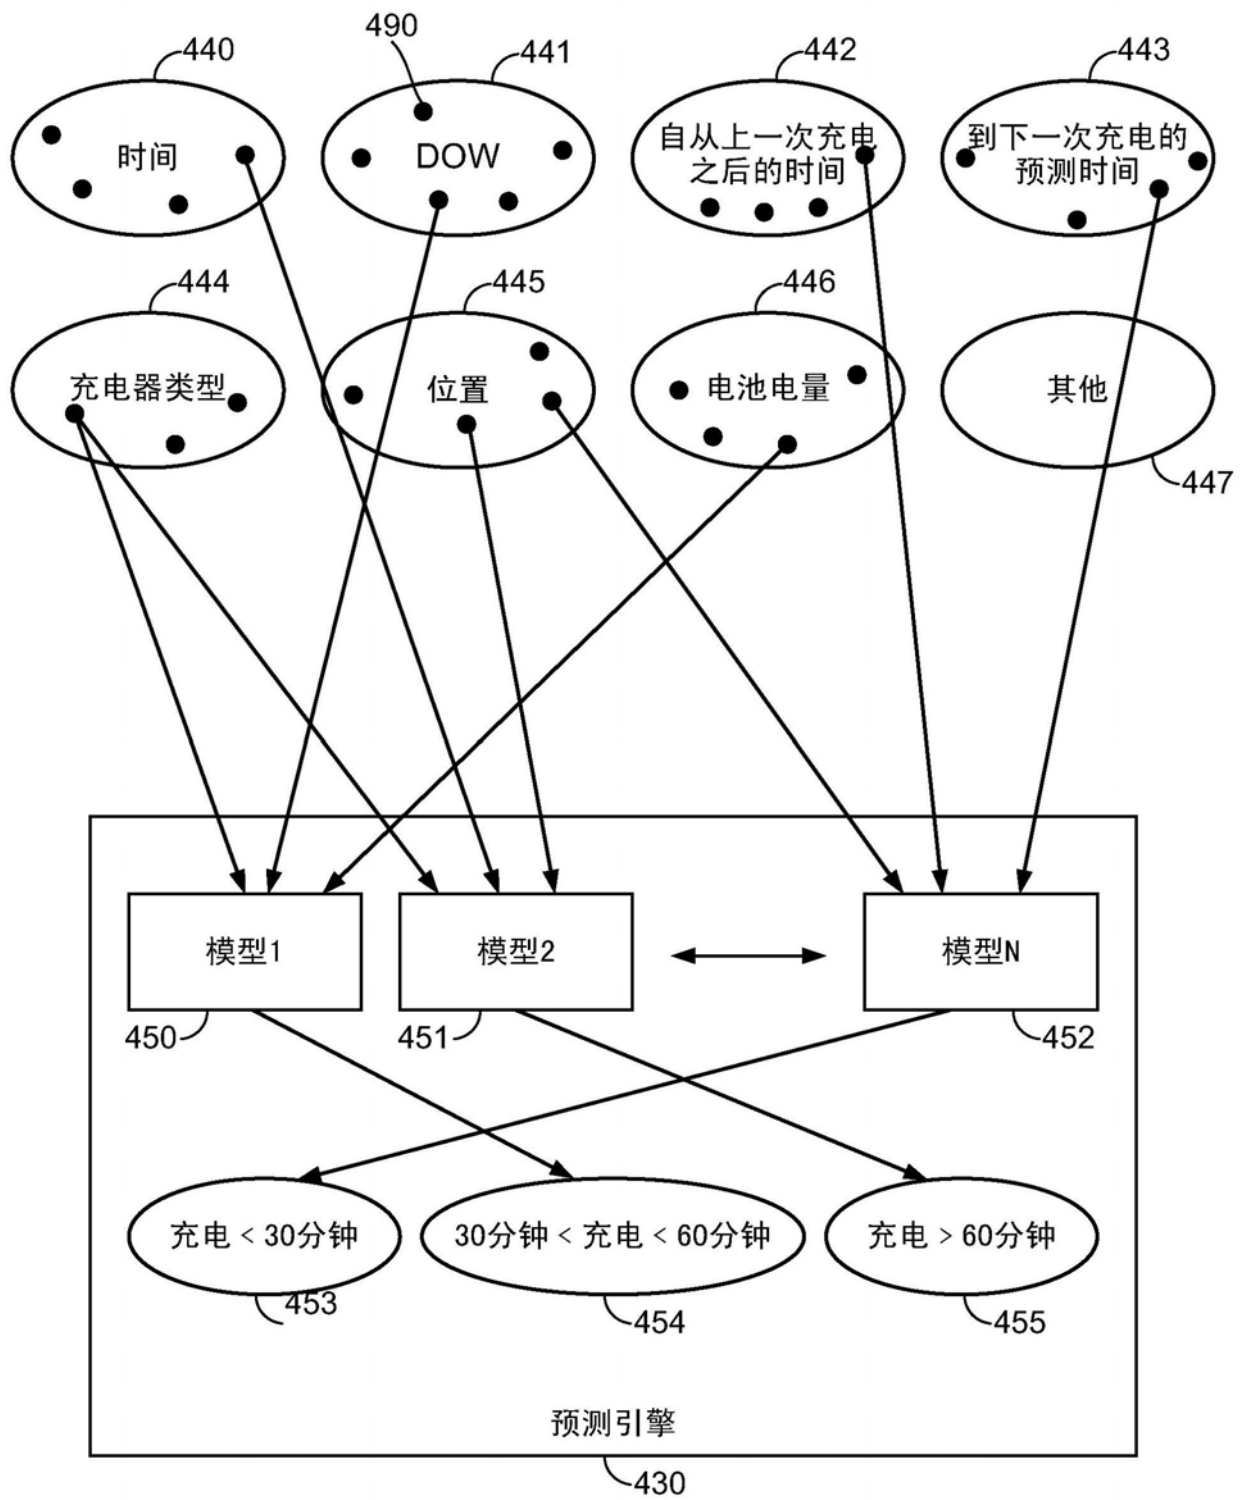 490
440
441
442
443
时间
DOW
自从上一次充电
之后的时间
到下一次充电的
预测时间
444
445
446
充电器类型
位置
电池电量
其他
447
模型1
模型2
模型N
450
451
452
充电 < 30分钟
30分钟 < 充电 < 60分钟
充电 > 60分钟
453
454
455
预测引擎
430